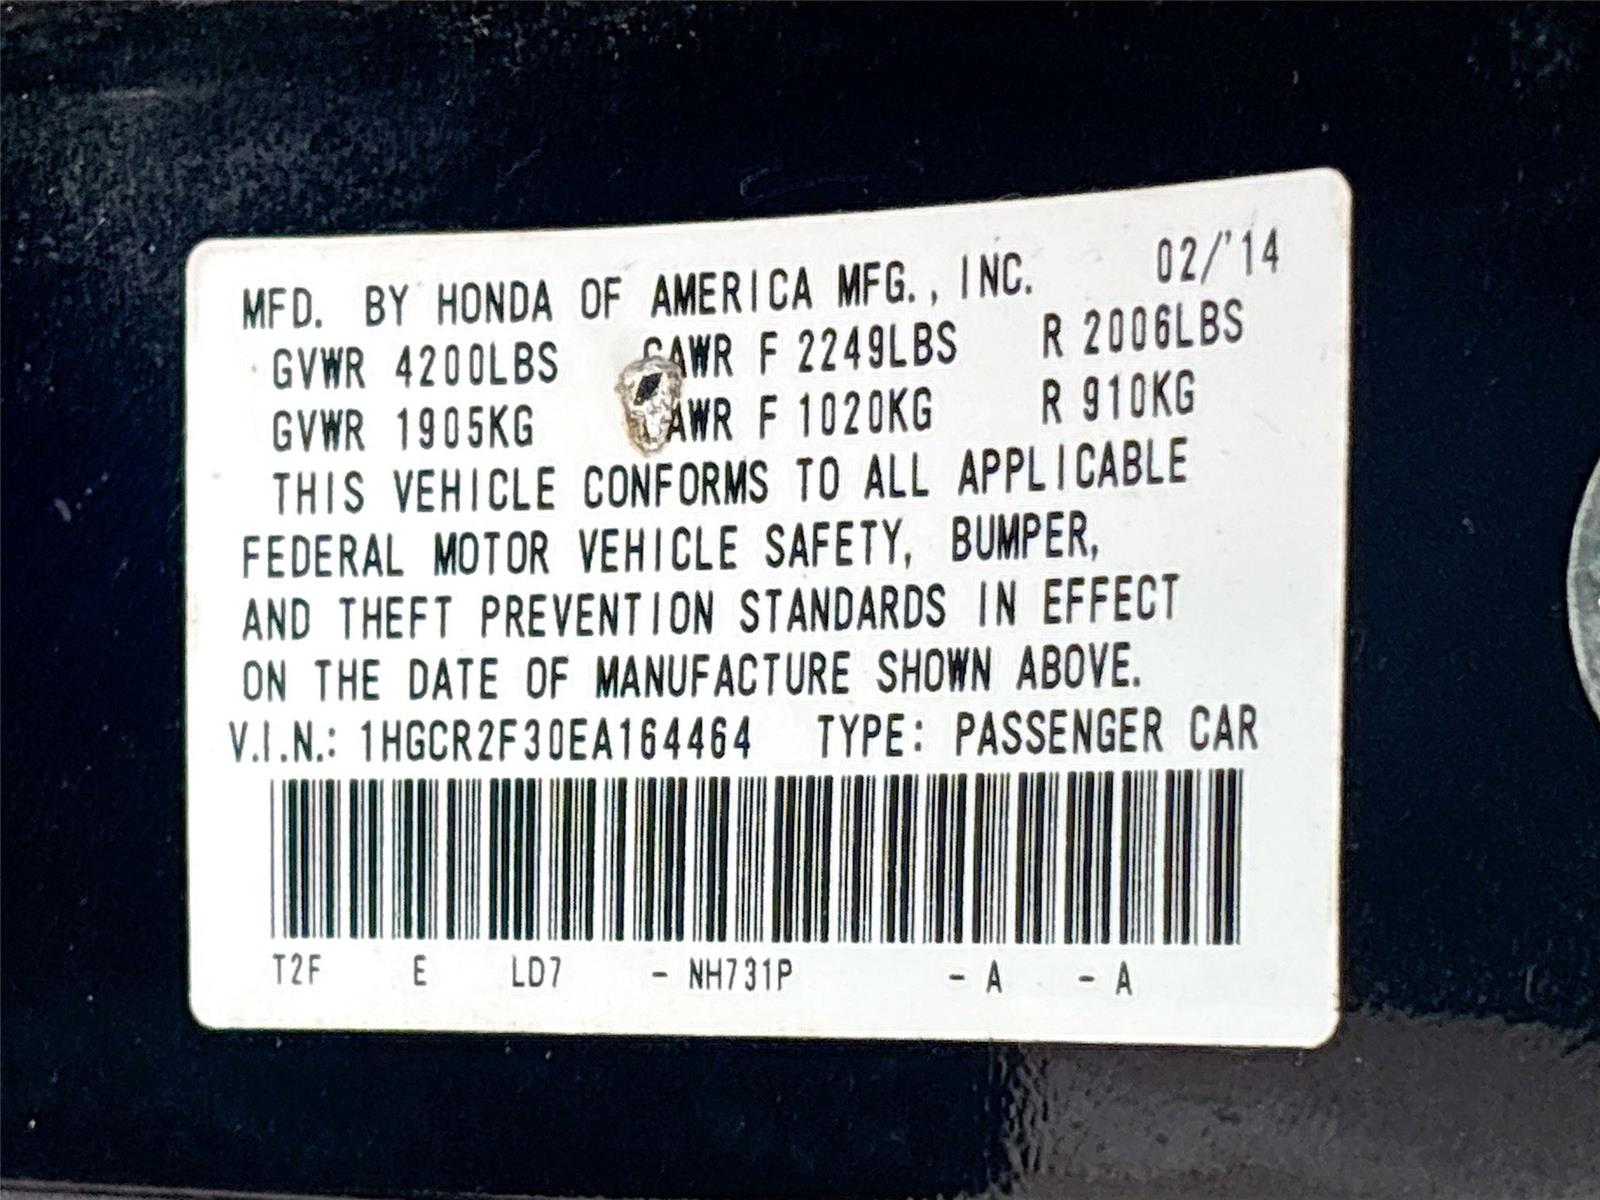 MFD. BY HONDA OF AMERICA MFG., INC. 02/'14
GVWR 4200LBS GAWR F 2249LBS R 2006LBS
GVWR 1905KG AWR F 1020KG R 910KG
THIS VEHICLE CONFORMS TO ALL APPLICABLE
FEDERAL MOTOR VEHICLE SAFETY, BUMPER,
AND THEFT PREVENTION STANDARDS IN EFFECT
ON THE DATE OF MANUFACTURE SHOWN ABOVE.
V.I.N.: 1HGCR2F30EA164464 TYPE: PASSENGER CAR
T2F E LD7 - NH731P - A - A